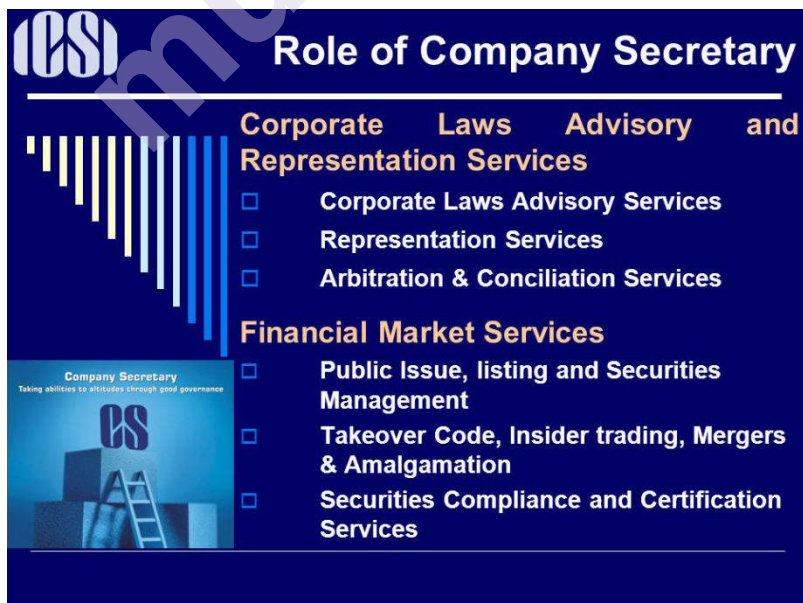 ICSI
Role of Company Secretary
Corporate Laws Advisory and
Representation Services
Corporate Laws Advisory Services
Representation Services
Arbitration & Conciliation Services
Financial Market Services
Public Issue, listing and Securities
Management
Takeover Code, Insider trading, Mergers
& Amalgamation
Securities Compliance and Certification
Services
Company Secretary
Taking abilities to altitudes through good governance
CS